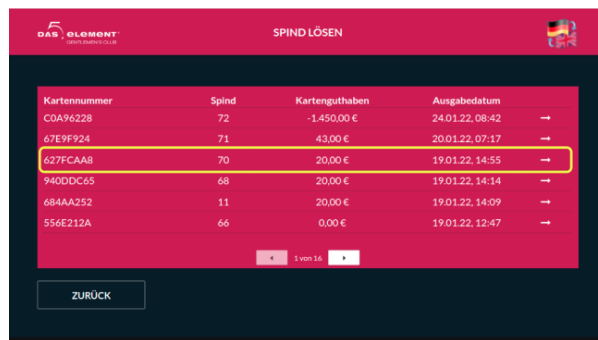 DAS 5 ELEMENT
GENTLEMEN'S CLUB
SPIND LÖSEN
Kartennummer Spind Kartenguthaben Ausgabedatum
C0A96228 72 -1.450,00 € 24.01.22, 08:42 →
67E9F924 71 43,00 € 20.01.22, 07:17 →
627FCAA8 70 20,00 € 19.01.22, 14:55 →
940DDC65 68 20,00 € 19.01.22, 14:14 →
684AA252 11 20,00 € 19.01.22, 14:09 →
556E212A 66 0,00 € 19.01.22, 12:47 →
1 von 16
ZURÜCK